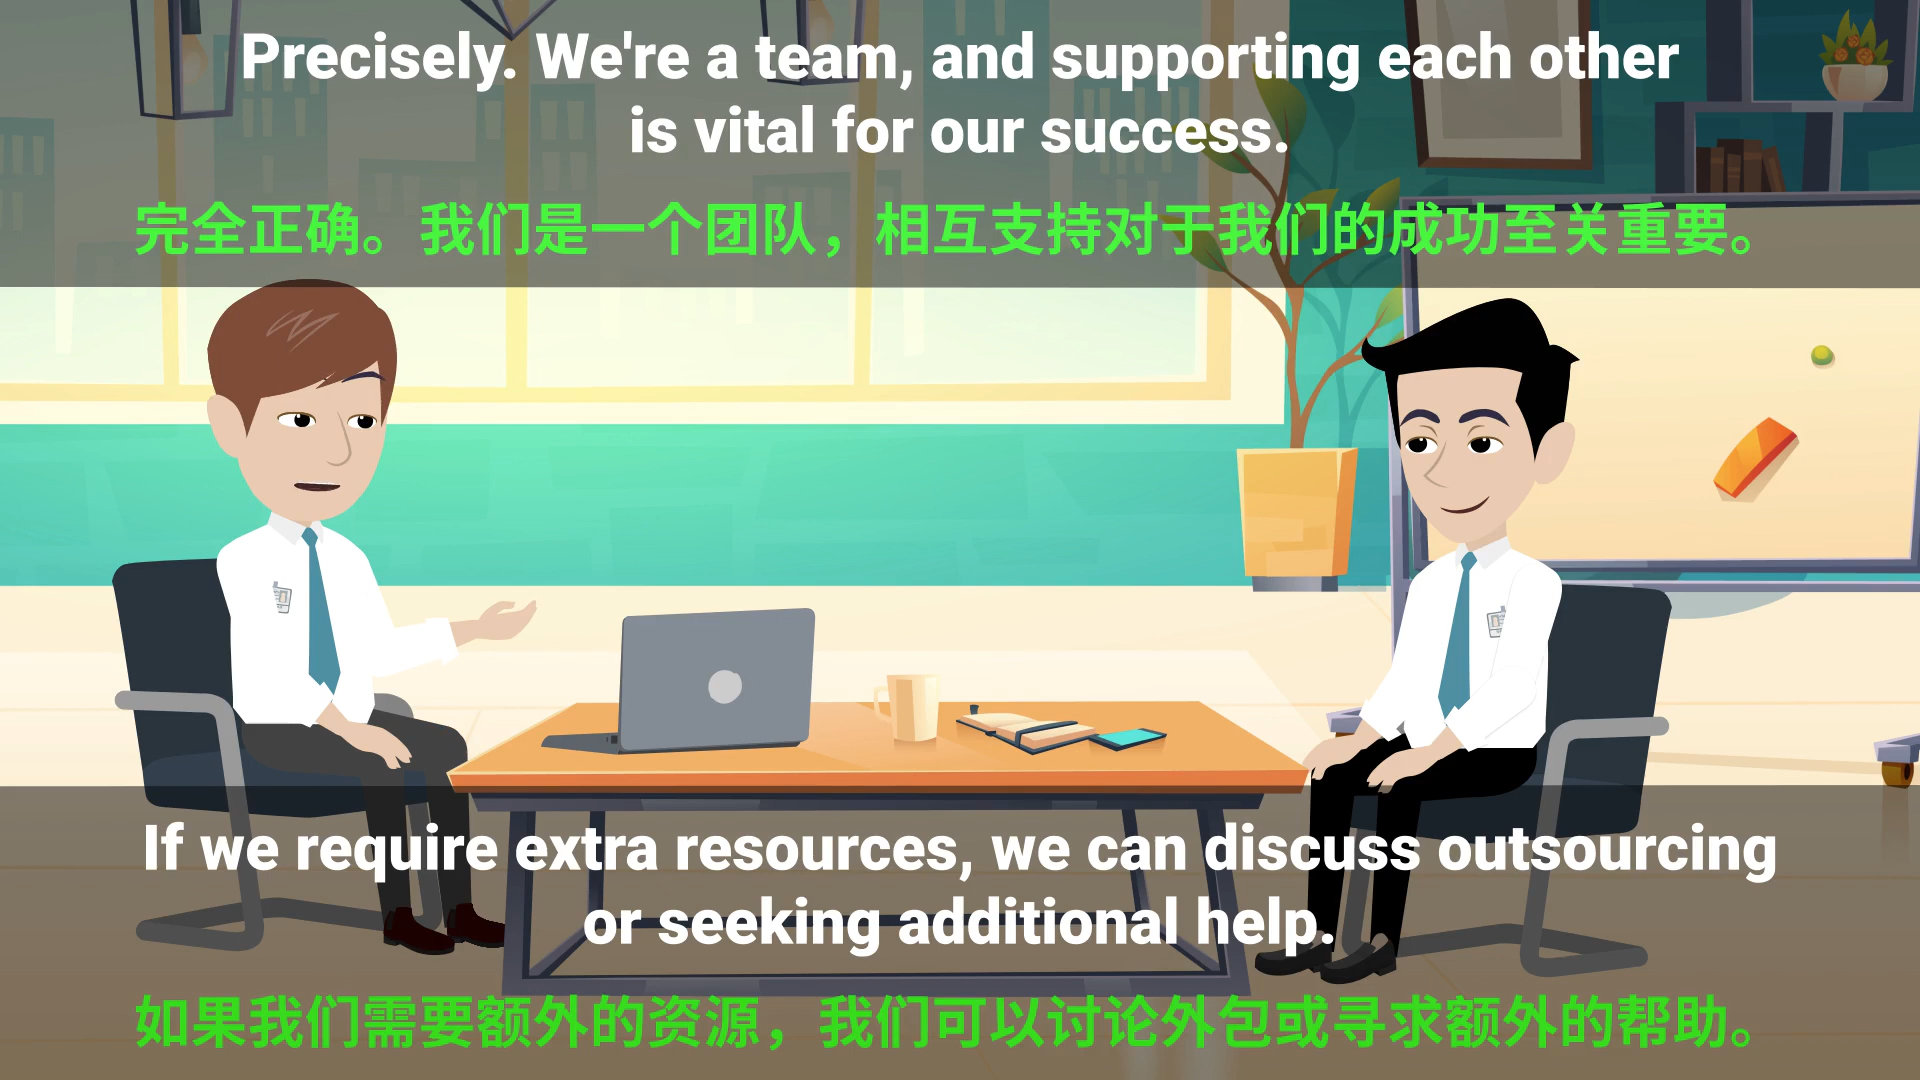 Precisely. We're a team, and supporting each other
is vital for our success.
完全正确。我们是一个团队，相互支持对于我们的成功至关重要。
If we require extra resources, we can discuss outsourcing
or seeking additional help.
如果我们需要额外的资源，我们可以讨论外包或寻求额外的帮助。